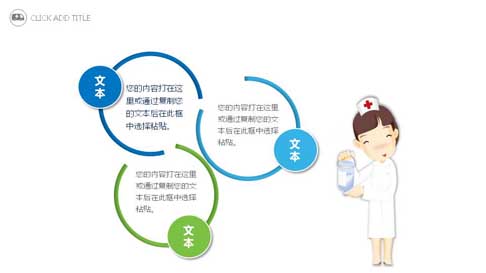 CLICK ADD TITLE
文
本
您的内容打在这
里或通过复制您
的文本后在此框
中选择粘贴。
您的内容打在这里
或通过复制您的文
本后在此框中选择
粘贴。
文
本
您的内容打在这里
或通过复制您的文
本后在此框中选择
粘贴。
文
本